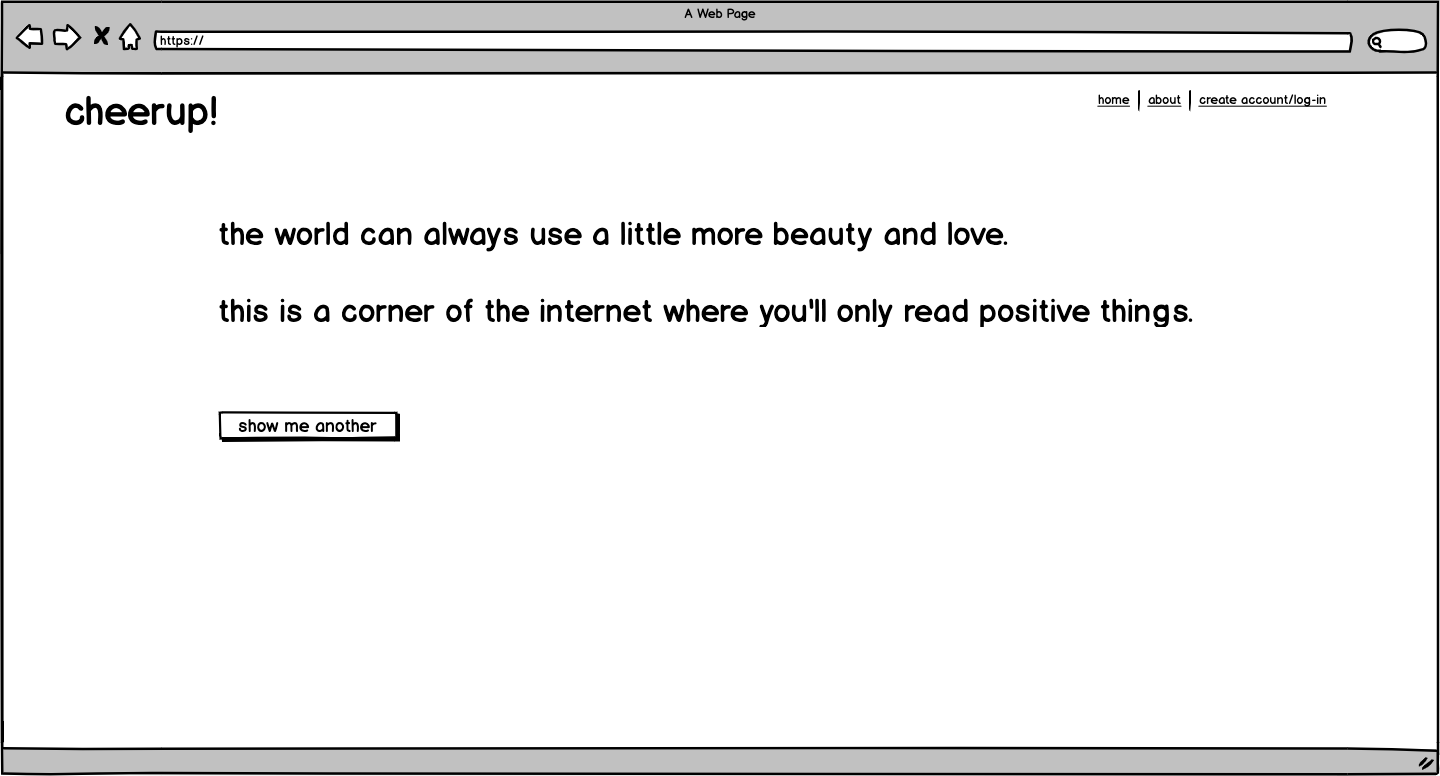 A Web Page
https://
cheerup!
home | about | create account/log-in
the world can always use a little more beauty and love.
this is a corner of the internet where you'll only read positive things.
show me another